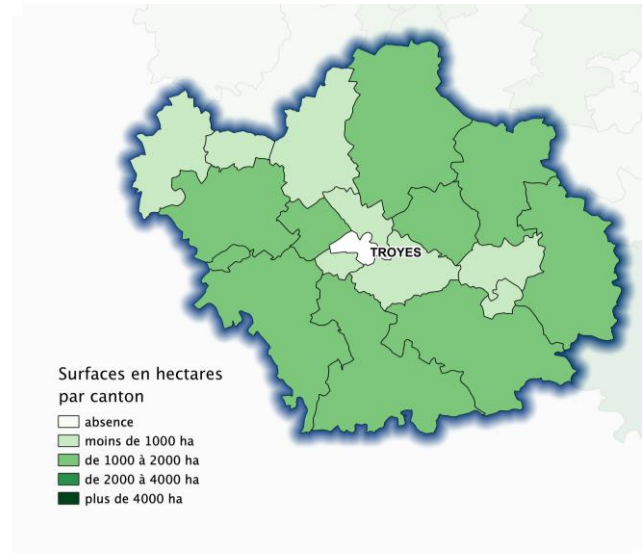 TROYES
Surfaces en hectares
par canton
absence
moins de 1000 ha
de 1000 à 2000 ha
de 2000 à 4000 ha
plus de 4000 ha